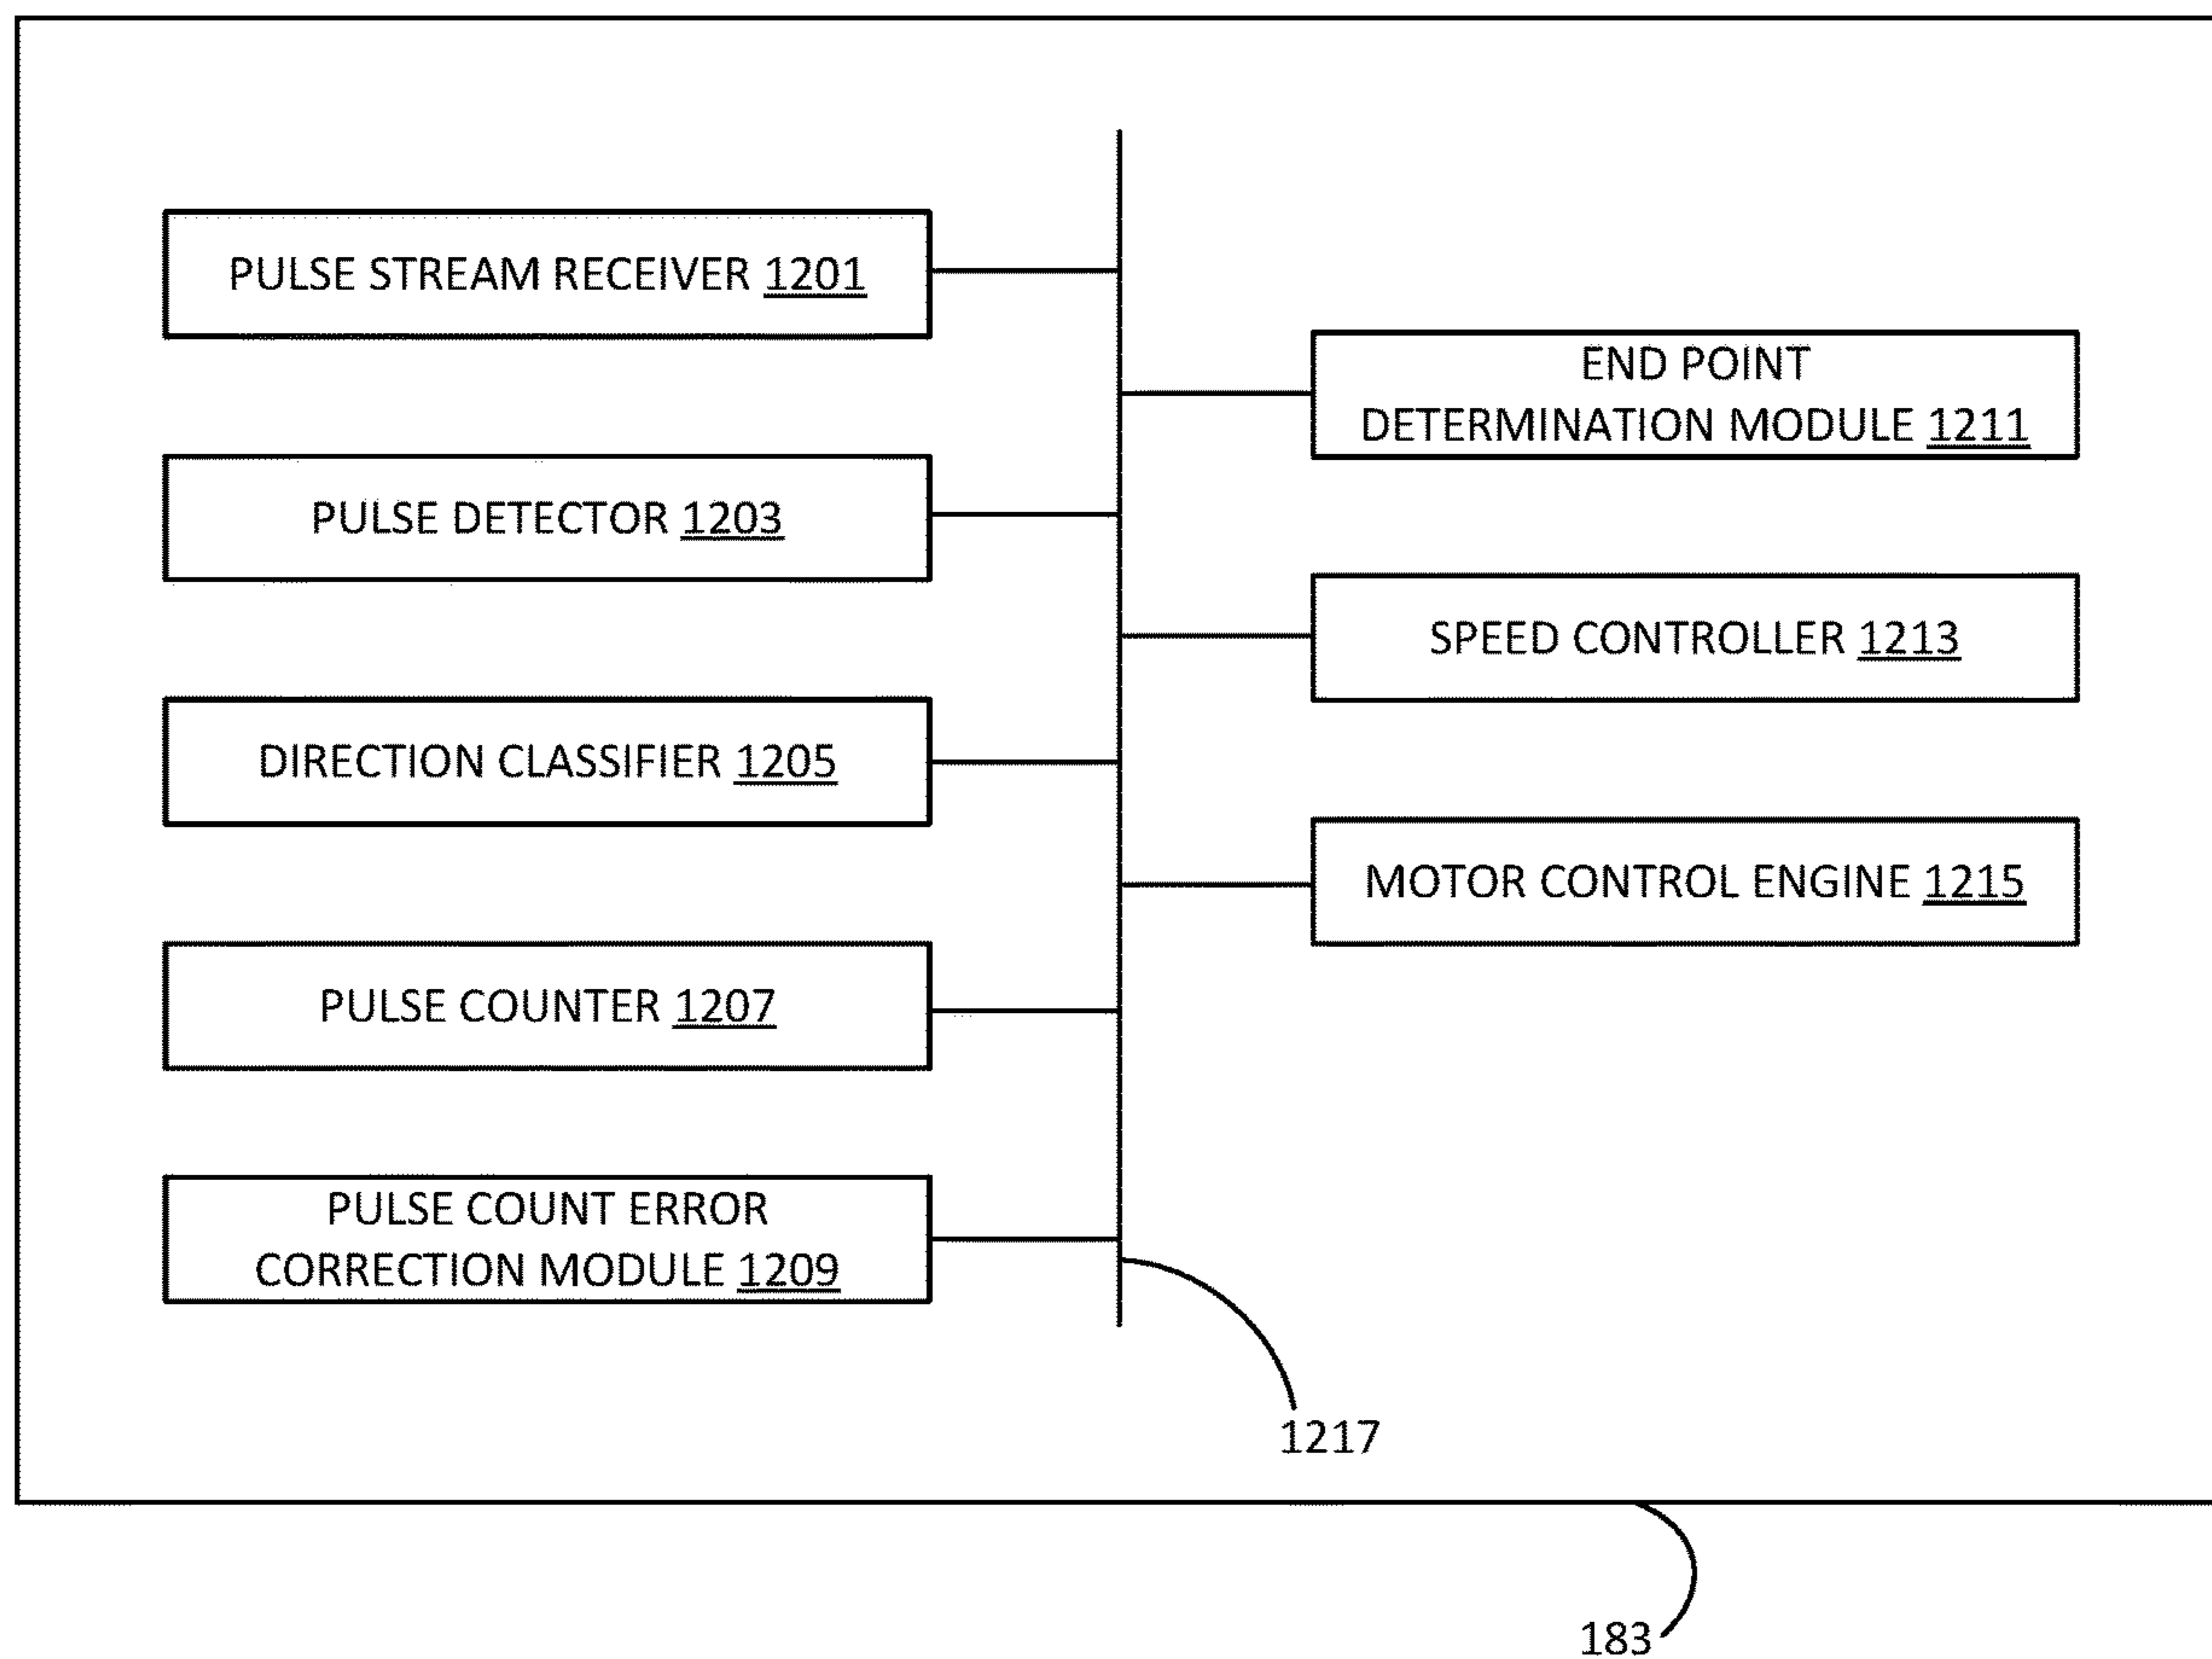 PULSE STREAM RECEIVER 1201
PULSE DETECTOR 1203
DIRECTION CLASSIFIER 1205
PULSE COUNTER 1207
PULSE COUNT ERROR
CORRECTION MODULE 1209
END POINT
DETERMINATION MODULE 1211
SPEED CONTROLLER 1213
MOTOR CONTROL ENGINE 1215
1217
183